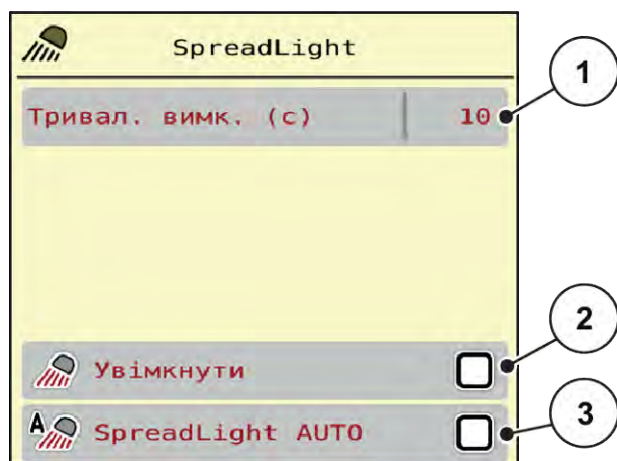 SpreadLight
1
Тривал. вимк. (с) 10
2
Увімкнути
A
SpreadLight AUTO
3